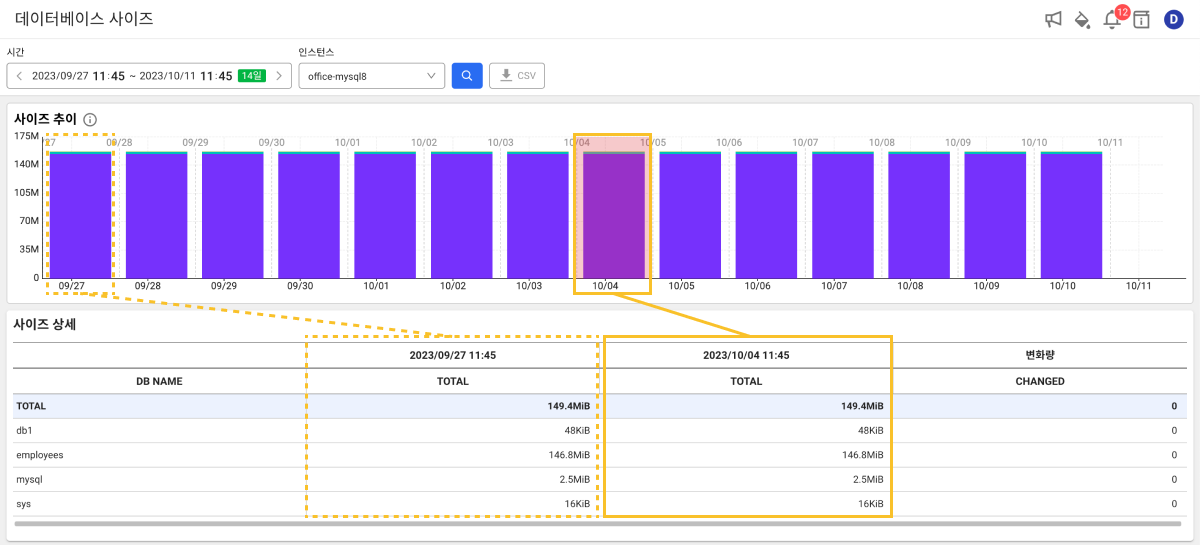 데이터베이스 사이즈
12
D
시간
인스턴스
2023/09/27 11:45 ~ 2023/10/11 11:45 14일
office-mysql8
CSV
사이즈 추이
175M
140M
105M
70M
35M
0
27 09/28 09/29 09/30 10/01 10/02 10/03 10/04 10/05 10/06 10/07 10/08 10/09 10/10 10/11
09/27 09/28 09/29 09/30 10/01 10/02 10/03 10/04 10/05 10/06 10/07 10/08 10/09 10/10 10/11
사이즈 상세
2023/09/27 11:45 2023/10/04 11:45 변화량
DB NAME TOTAL TOTAL CHANGED
TOTAL 149.4MiB 149.4MiB 0
db1 48KiB 48KiB 0
employees 146.8MiB 146.8MiB 0
mysql 2.5MiB 2.5MiB 0
sys 16KiB 16KiB 0